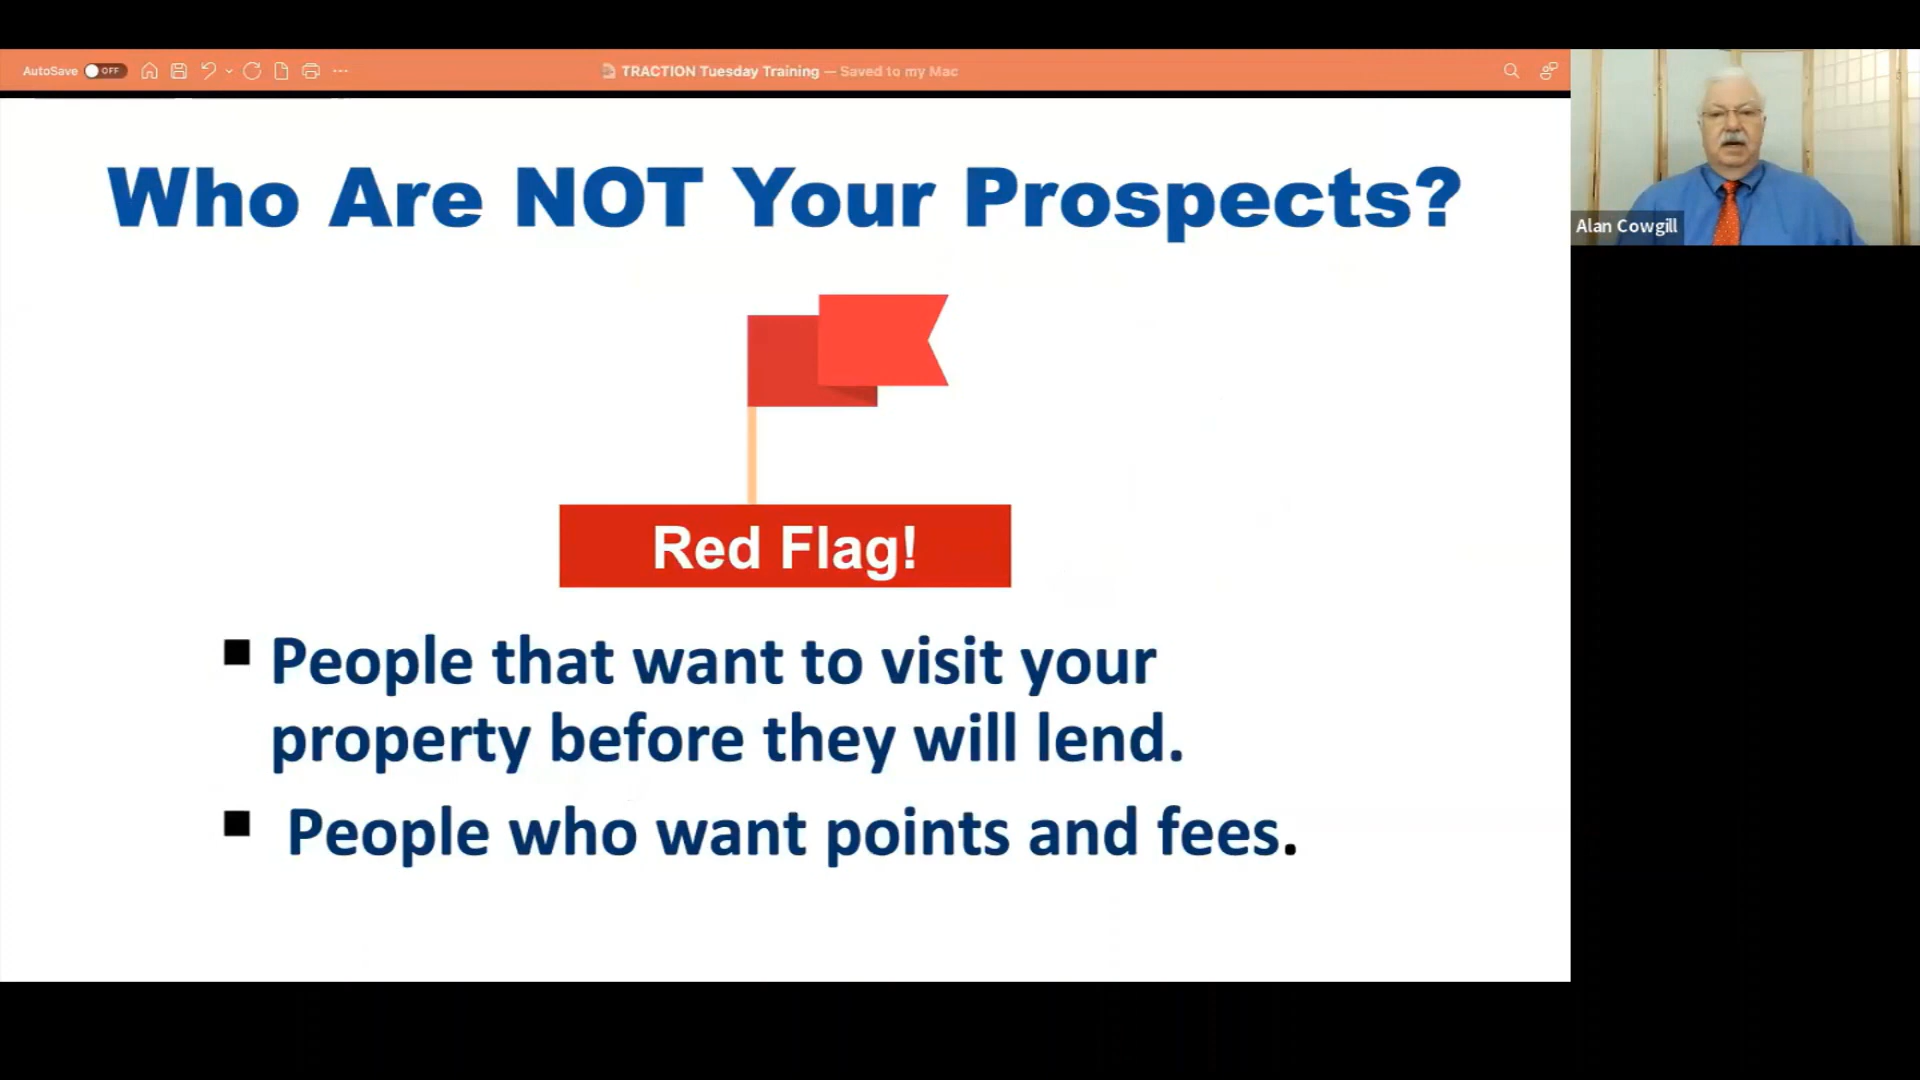 AutoSave OFF
TRACTION Tuesday Training — Saved to my Mac
Who Are NOT Your Prospects?
Alan Cowgill
Red Flag!
People that want to visit your
property before they will lend.
People who want points and fees.